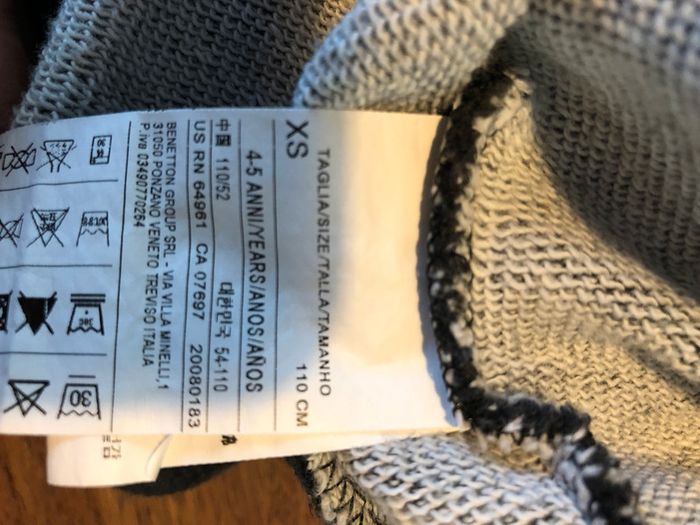 TAGLIA/SIZE/TALLA/TAMANHO
XS 110 CM
4-5 ANNI/YEARS/ANOS/AÑOS
中国 110/52 대한민국 54-110
US RN 64961 CA 07697 20080183
BENETTON GROUP SRL - VIA VILLA MINELLI,1
31050 PONZANO VENETO TREVISO ITALIA
P.iva 03490770264
30